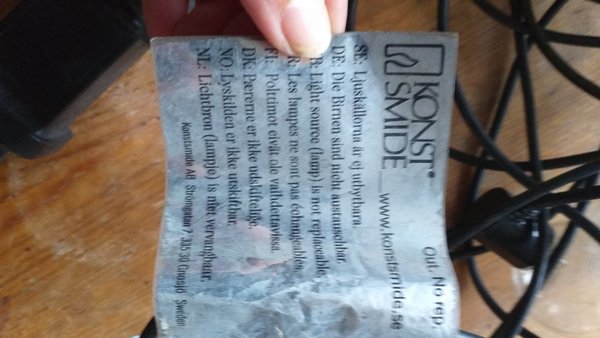 KONST®
SMIDE
Out. No rep.
www.konstsmide.se
SE: Ljuskällorna är ej utbytbara.
DE: Die Birnen sind nicht austauschbar.
B: Light source (lamp) is not replaceable
R: Les lampes ne sont pas échangeables.
FI: Polttimot eivät ole vaihdettavissa.
DK: Pærerne er ikke udskiftelige.
NO: Lyskilden er ikke utskiftbar.
NL: Lichtbron (lampje) is niet vervangbaar.
Konstsmide AB, Strömgatan 7, 335 30 Gnosjö Sweden